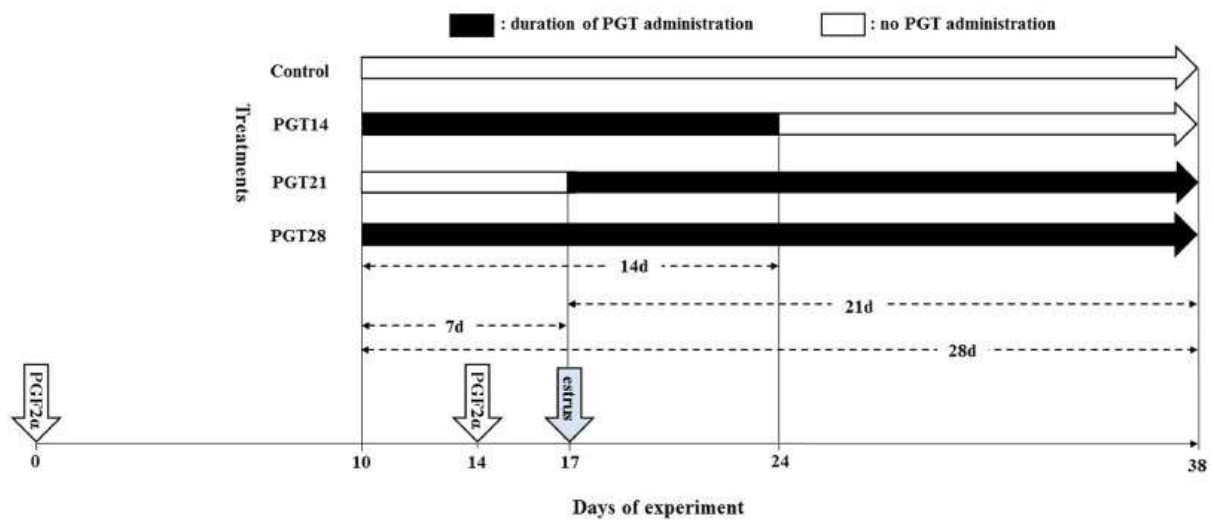 : duration of PGT administration
: no PGT administration
Control
PGT14
PGT21
PGT28
Treatments
14d
21d
7d
28d
PGF2α
PGF2α
estrus
0
10
14
17
24
38
Days of experiment